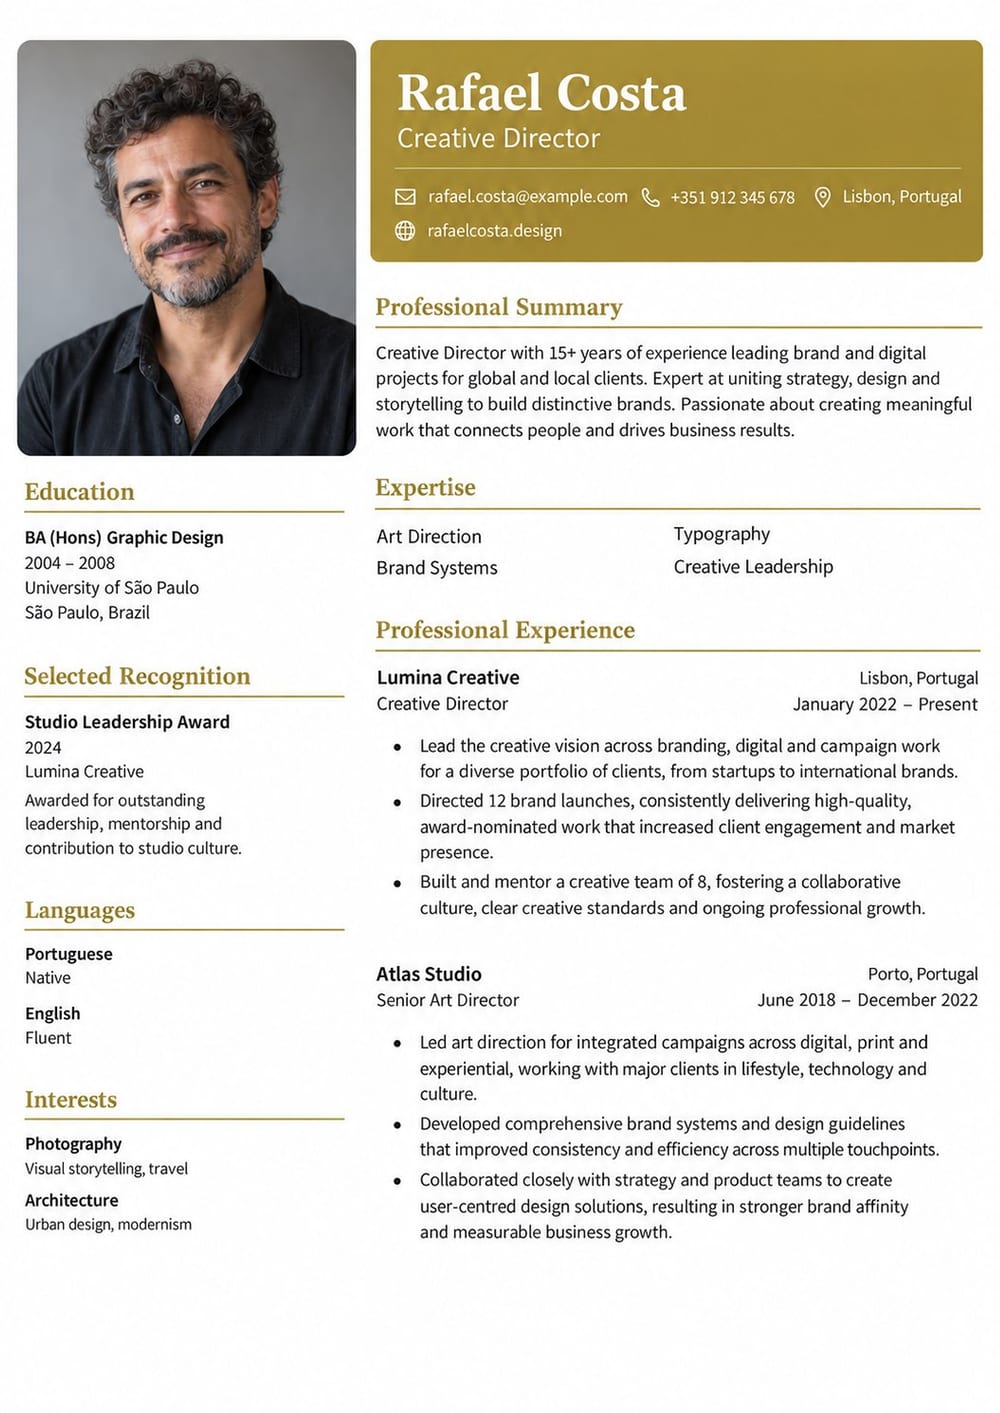 Rafael Costa
Creative Director
rafael.costa@example.com +351 912 345 678 Lisbon, Portugal
rafaelcosta.design
Education
BA (Hons) Graphic Design
2004 – 2008
University of São Paulo
São Paulo, Brazil
Selected Recognition
Studio Leadership Award
2024
Lumina Creative
Awarded for outstanding
leadership, mentorship and
contribution to studio culture.
Languages
Portuguese
Native
English
Fluent
Interests
Photography
Visual storytelling, travel
Architecture
Urban design, modernism
Professional Summary
Creative Director with 15+ years of experience leading brand and digital
projects for global and local clients. Expert at uniting strategy, design and
storytelling to build distinctive brands. Passionate about creating meaningful
work that connects people and drives business results.
Expertise
Art Direction Typography
Brand Systems Creative Leadership
Professional Experience
Lumina Creative Lisbon, Portugal
Creative Director January 2022 – Present
• Lead the creative vision across branding, digital and campaign work
for a diverse portfolio of clients, from startups to international brands.
• Directed 12 brand launches, consistently delivering high-quality,
award-nominated work that increased client engagement and market
presence.
• Built and mentor a creative team of 8, fostering a collaborative
culture, clear creative standards and ongoing professional growth.
Atlas Studio Porto, Portugal
Senior Art Director June 2018 – December 2022
• Led art direction for integrated campaigns across digital, print and
experiential, working with major clients in lifestyle, technology and
culture.
• Developed comprehensive brand systems and design guidelines
that improved consistency and efficiency across multiple touchpoints.
• Collaborated closely with strategy and product teams to create
user-centred design solutions, resulting in stronger brand affinity
and measurable business growth.